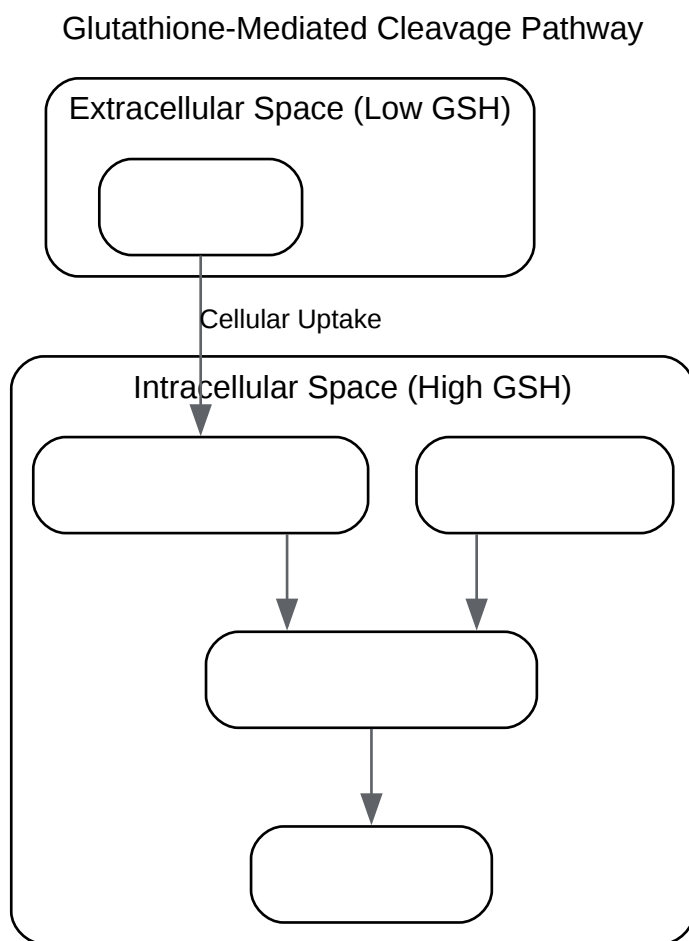 Glutathione-Mediated Cleavage Pathway
Extracellular Space (Low GSH)
Cellular Uptake
Intracellular Space (High GSH)